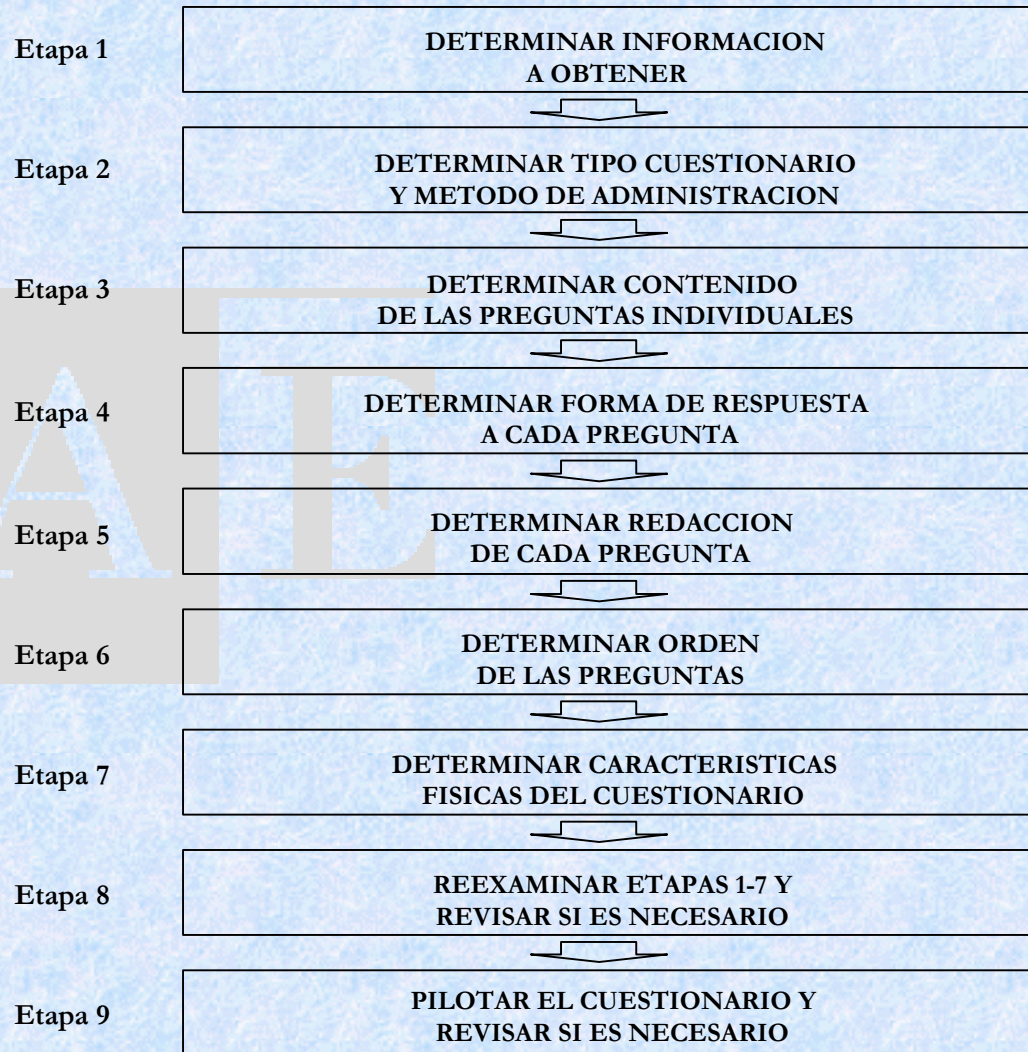 Etapa 1
DETERMINAR INFORMACION
A OBTENER
Etapa 2
DETERMINAR TIPO CUESTIONARIO
Y METODO DE ADMINISTRACION
Etapa 3
DETERMINAR CONTENIDO
DE LAS PREGUNTAS INDIVIDUALES
Etapa 4
DETERMINAR FORMA DE RESPUESTA
A CADA PREGUNTA
Etapa 5
DETERMINAR REDACCION
DE CADA PREGUNTA
Etapa 6
DETERMINAR ORDEN
DE LAS PREGUNTAS
Etapa 7
DETERMINAR CARACTERISTICAS
FISICAS DEL CUESTIONARIO
Etapa 8
REEXAMINAR ETAPAS 1-7 Y
REVISAR SI ES NECESARIO
Etapa 9
PILOTAR EL CUESTIONARIO Y
REVISAR SI ES NECESARIO
AE